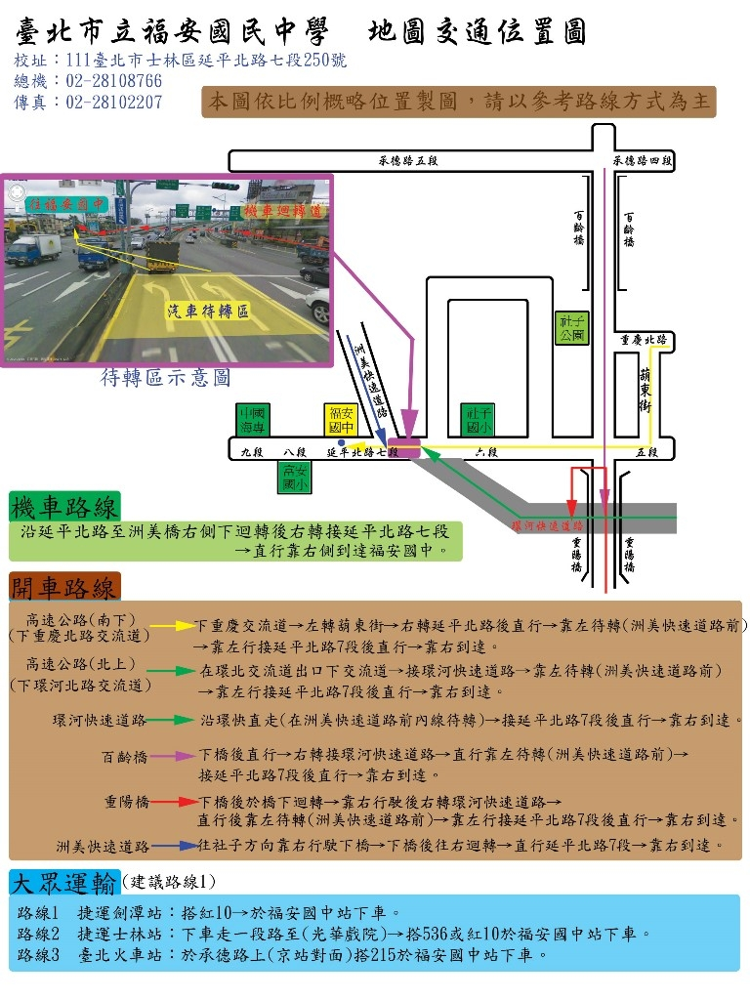 臺北市立福安國民中學　地圖交通位置圖
校址：111臺北市士林區延平北路七段250號
總機：02-28108766
傳真：02-28102207
本圖依比例概略位置製圖，請以參考路線方式為主
承德路五段
承德路四段
往福安國中
機車迴轉道
汽車待轉區
待轉區示意圖
百齡橋
百齡橋
社子
公園
重慶北路
洲美快速道路
葫東街
中國
海專
福安
國中
社子
國小
九段
八段
延平北路七段
六段
五段
富安
國小
環河快速道路
重陽橋
重陽橋
機車路線
沿延平北路至洲美橋右側下迴轉後右轉接延平北路七段
→直行靠右側到達福安國中。
開車路線
高速公路(南下)
(下重慶北路交流道)
下重慶交流道→左轉葫東街→右轉延平北路後直行→靠左待轉(洲美快速道路前)
→靠左行接延平北路7段後直行→靠右到達。
高速公路(北上)
(下環河北路交流道)
在環北交流道出口下交流道→接環河快速道路→靠左待轉(洲美快速道路前)
→靠左行接延平北路7段後直行→靠右到達。
環河快速道路
沿環快直走(在洲美快速道路前內線待轉)→接延平北路7段後直行→靠右到達。
百齡橋
下橋後直行→右轉接環河快速道路→直行靠左待轉(洲美快速道路前)→
接延平北路7段後直行→靠右到達。
重陽橋
下橋後於橋下迴轉→靠右行駛後右轉環河快速道路→
直行後靠左待轉(洲美快速道路前)→靠左行接延平北路7段後直行→靠右到達。
洲美快速道路
往社子方向靠右行駛下橋→下橋後往右迴轉→直行延平北路7段→靠右到達。
大眾運輸(建議路線1)
路線1　捷運劍潭站：搭紅10→於福安國中站下車。
路線2　捷運士林站：下車走一段路至(光華戲院)→搭536或紅10於福安國中站下車。
路線3　臺北火車站：於承德路上(京站對面)搭215於福安國中站下車。